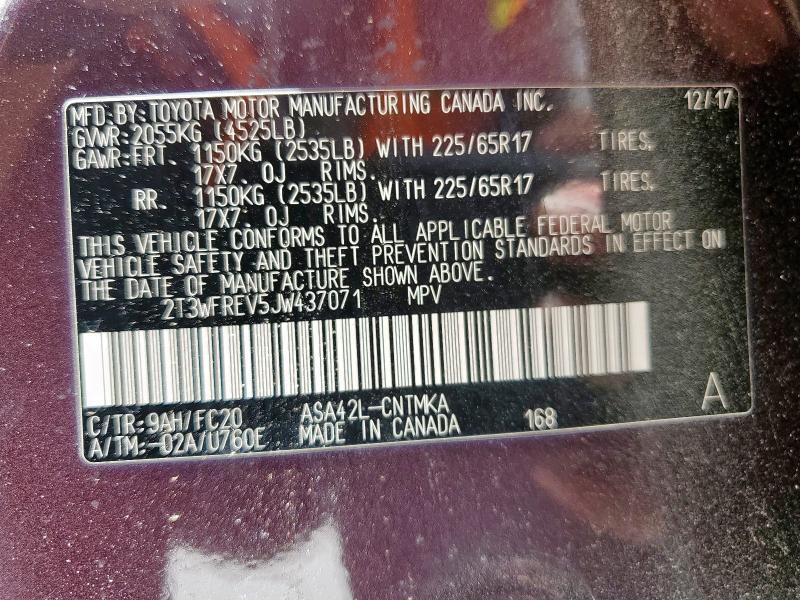 MFD.BY:TOYOTA MOTOR MANUFACTURING CANADA INC. 12/17
GVWR:2055KG (4525LB)
GAWR:FRT. 1150KG (2535LB) WITH 225/65R17 TIRES,
17X7.0J RIMS.
RR. 1150KG (2535LB) WITH 225/65R17 TIRES,
17X7.0J RIMS.
THIS VEHICLE CONFORMS TO ALL APPLICABLE FEDERAL MOTOR
VEHICLE SAFETY AND THEFT PREVENTION STANDARDS IN EFFECT ON
THE DATE OF MANUFACTURE SHOWN ABOVE.
2T3WFREV5JW437071 MPV
A
C/TR:9AH/FC20 ASA42L-CNTMKA 168
A/TM:-02A/U760E MADE IN CANADA